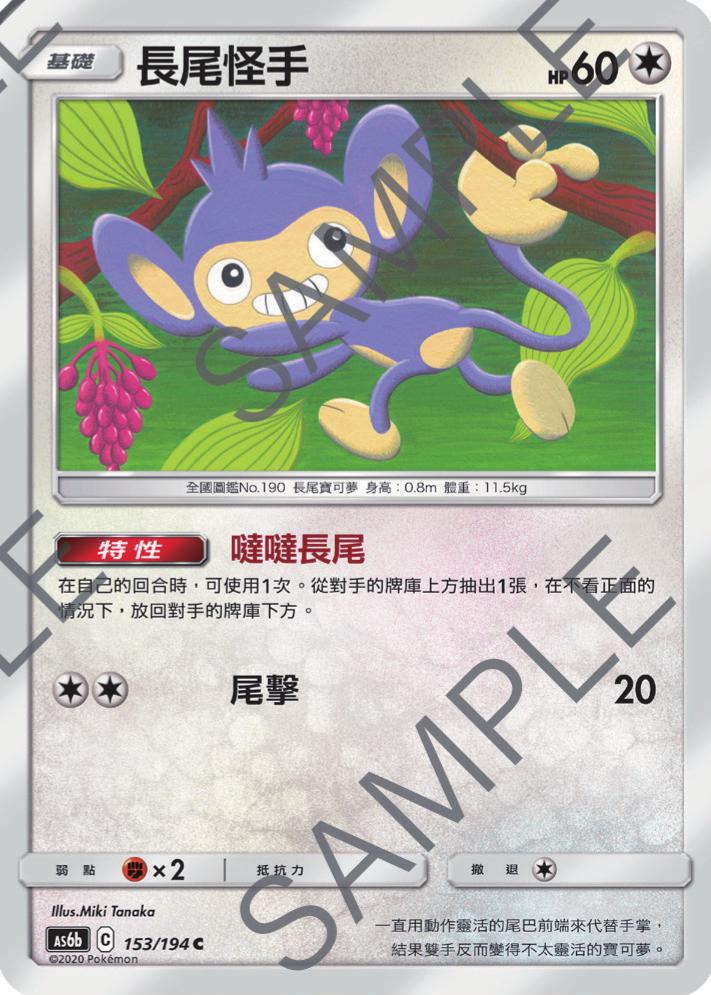 基礎 長尾怪手 HP60
全國圖鑑No.190 長尾寶可夢 身高：0.8m 體重：11.5kg
特性 噠噠長尾
在自己的回合時，可使用1次。從對手的牌庫上方抽出1張，在不看正面的
情況下，放回對手的牌庫下方。
尾擊 20
弱點 ×2 抵抗力 撤退
Illus.Miki Tanaka
AS6b C 153/194 C
©2020 Pokémon
一直用動作靈活的尾巴前端來代替手掌，
結果雙手反而變得不太靈活的寶可夢。
SAMPLE
SAMPLE
LE
LE